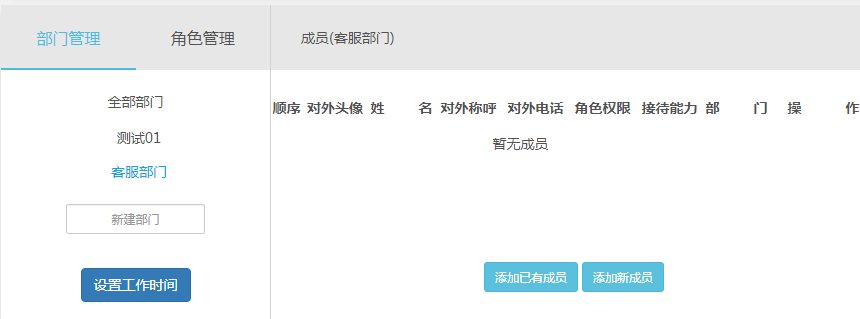 部门管理 角色管理 成员(客服部门)
全部部门
测试01
客服部门
新建部门
设置工作时间
顺序 对外头像 姓 名 对外称呼 对外电话 角色权限 接待能力 部 门 操 作
暂无成员
添加已有成员 添加新成员